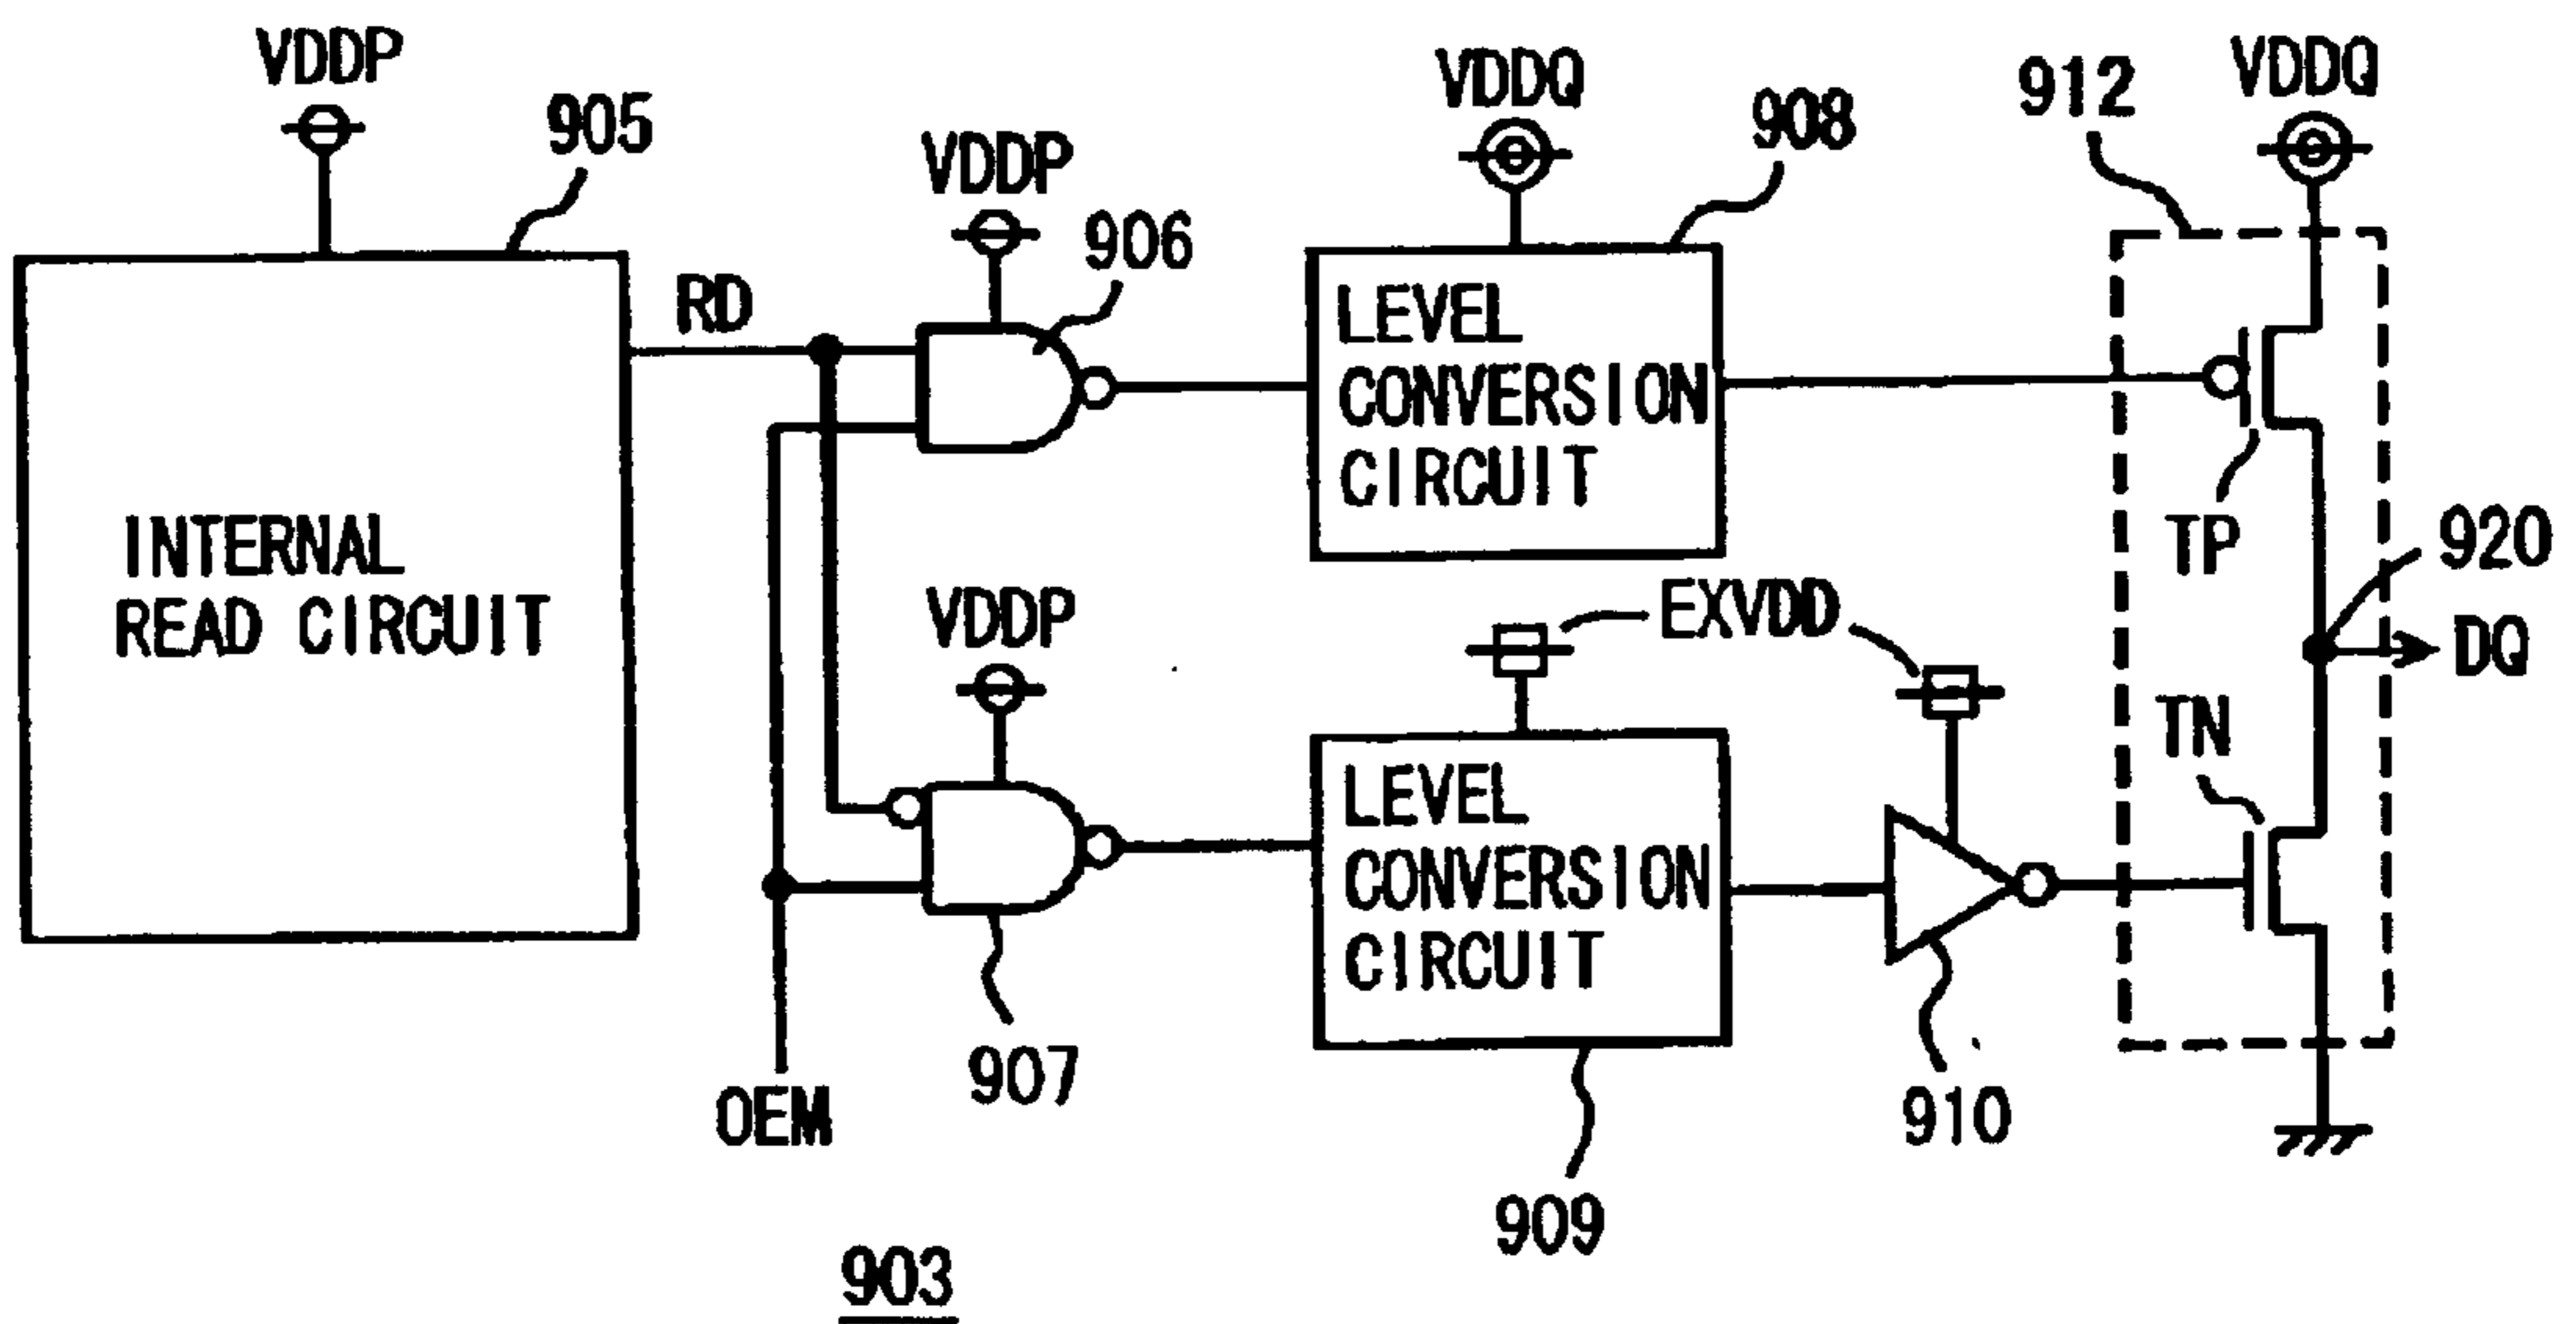 VDDP
905
VDDP
906
VDDQ
908
912
VDDQ
RD
INTERNAL
READ CIRCUIT
LEVEL
CONVERSION
CIRCUIT
TP
920
DQ
VDDP
EXVDD
TN
LEVEL
CONVERSION
CIRCUIT
OEM
907
909
910
903